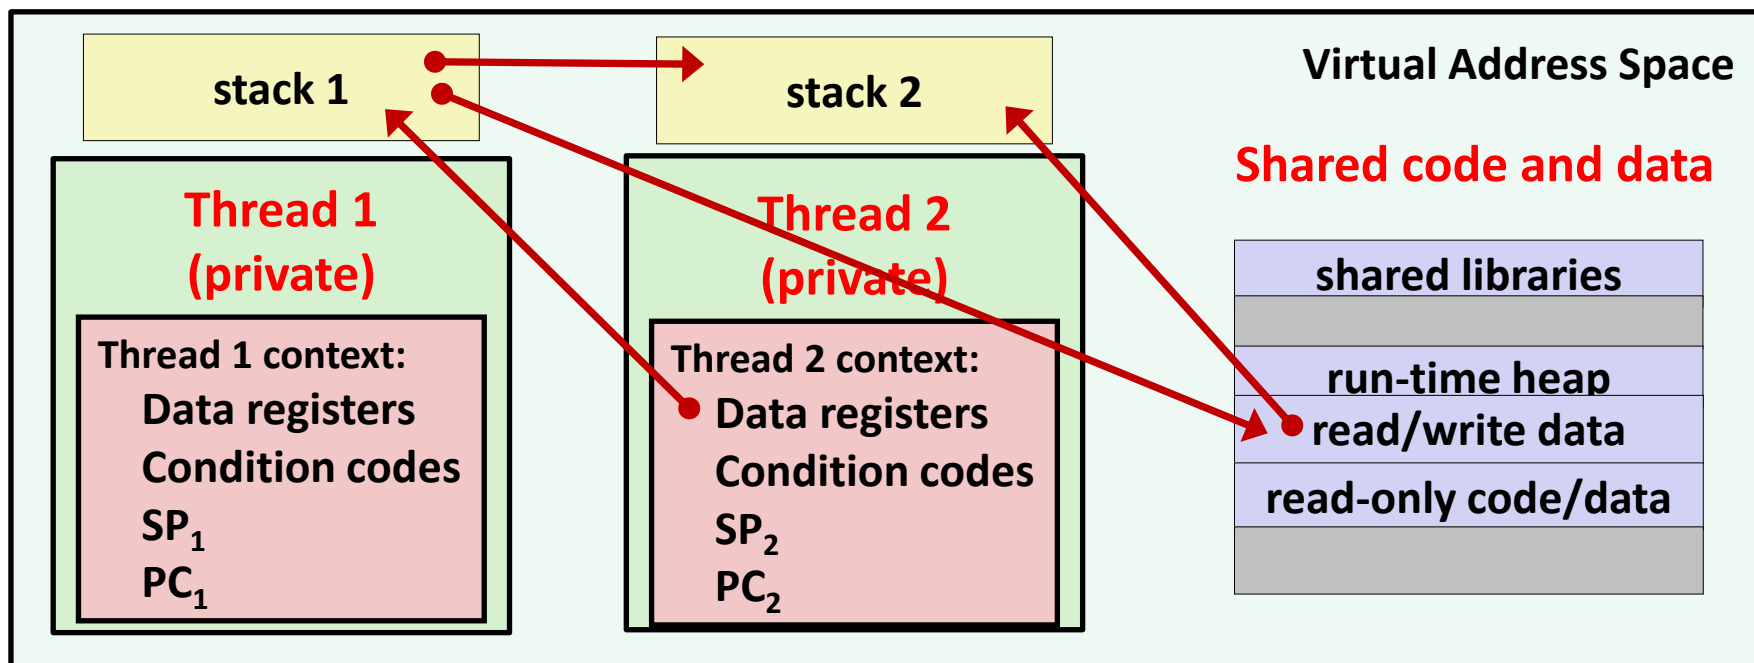 stack 1
stack 2
Virtual Address Space
Shared code and data
Thread 1
(private)
Thread 1 context:
Data registers
Condition codes
SP1
PC1
Thread 2
(private)
Thread 2 context:
Data registers
Condition codes
SP2
PC2
shared libraries
run-time heap
read/write data
read-only code/data